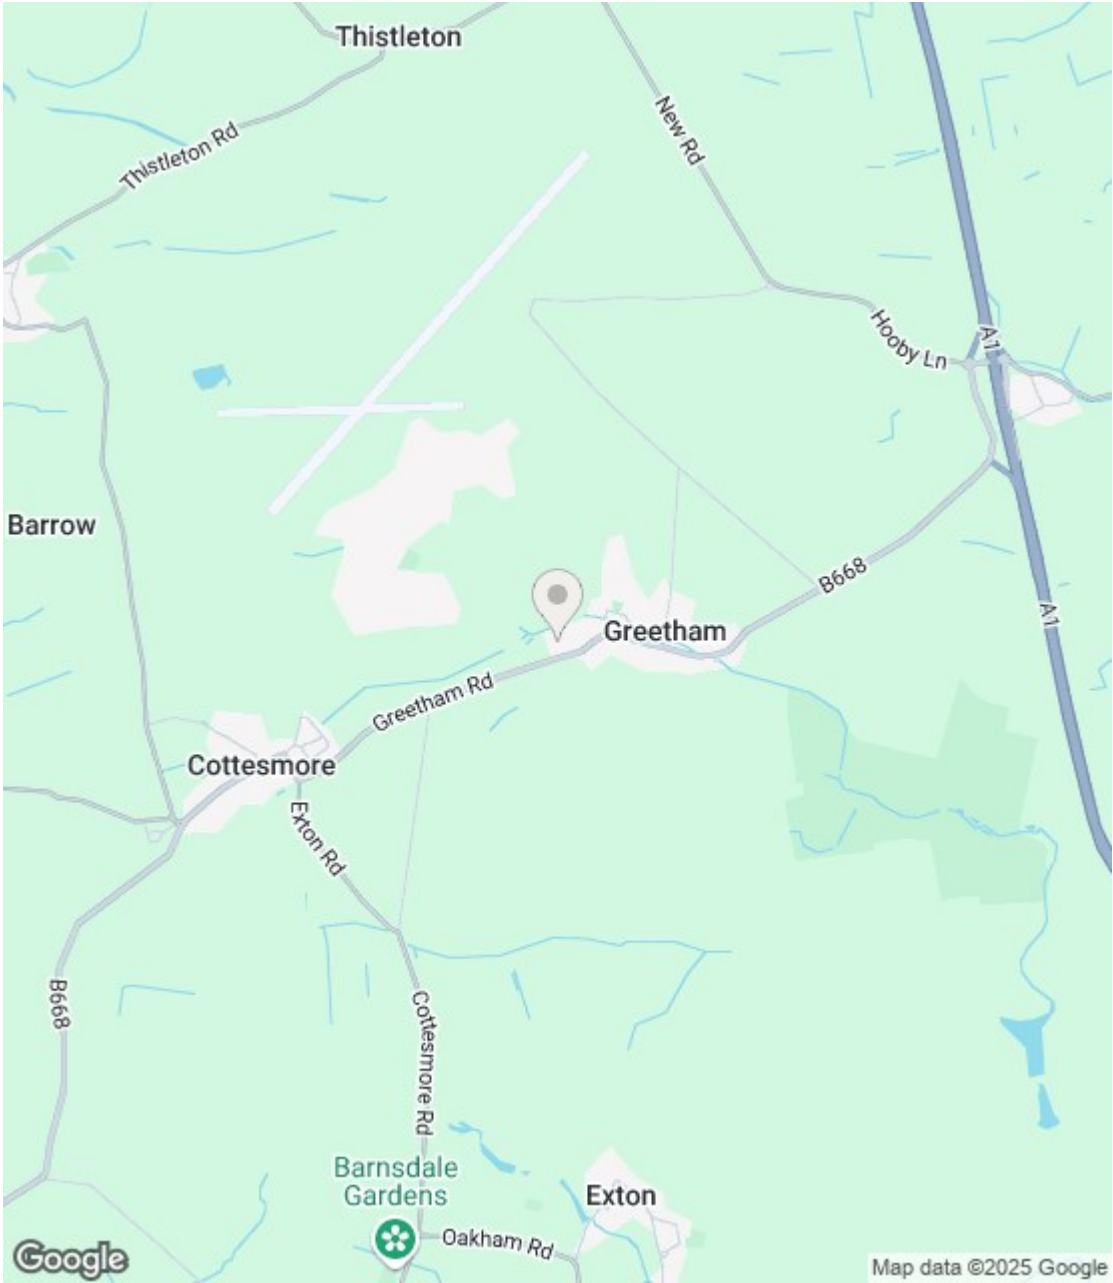 Thistleton
New Rd
Thistleton Rd
Hooby Ln
A1
Barrow
B668
A1
Greetham
Greetham Rd
Cottesmore
Exton Rd
B668
Cottesmore Rd
Barnsdale
Gardens
Exton
Oakham Rd
Google
Map data ©2025 Google